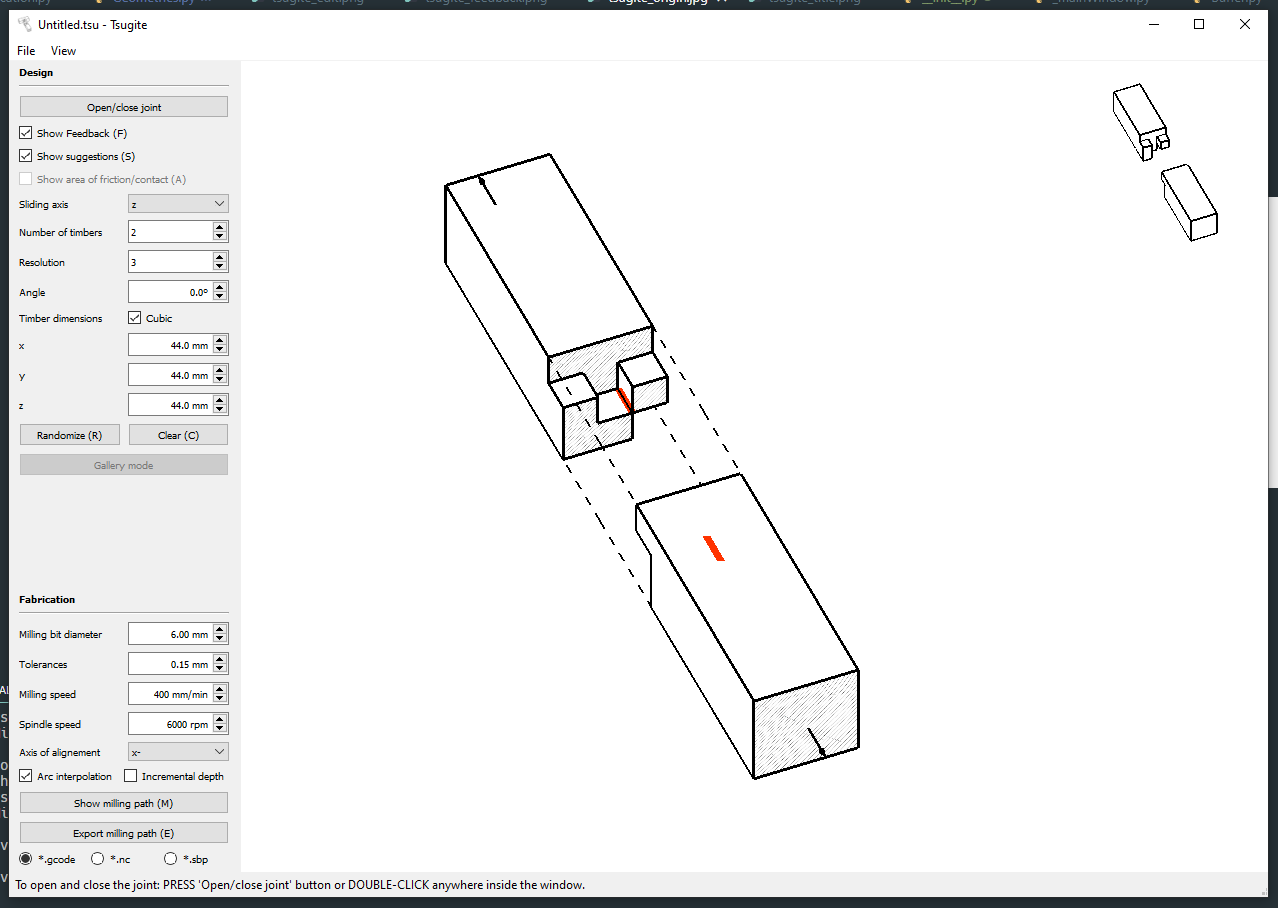 tsugite_origin.jpg
Untitled.tsu - Tsugite
File View
Design
Open/close joint
Show Feedback (F)
Show suggestions (S)
Show area of friction/contact (A)
Sliding axis z
Number of timbers 2
Resolution 3
Angle 0.0°
Timber dimensions Cubic
x 44.0 mm
y 44.0 mm
z 44.0 mm
Randomize (R) Clear (C)
Gallery mode
Fabrication
Milling bit diameter 6.00 mm
Tolerances 0.15 mm
Milling speed 400 mm/min
Spindle speed 6000 rpm
Axis of alignement x-
Arc interpolation Incremental depth
Show milling path (M)
Export milling path (E)
*.gcode *.nc *.sbp
To open and close the joint: PRESS 'Open/close joint' button or DOUBLE-CLICK anywhere inside the window.